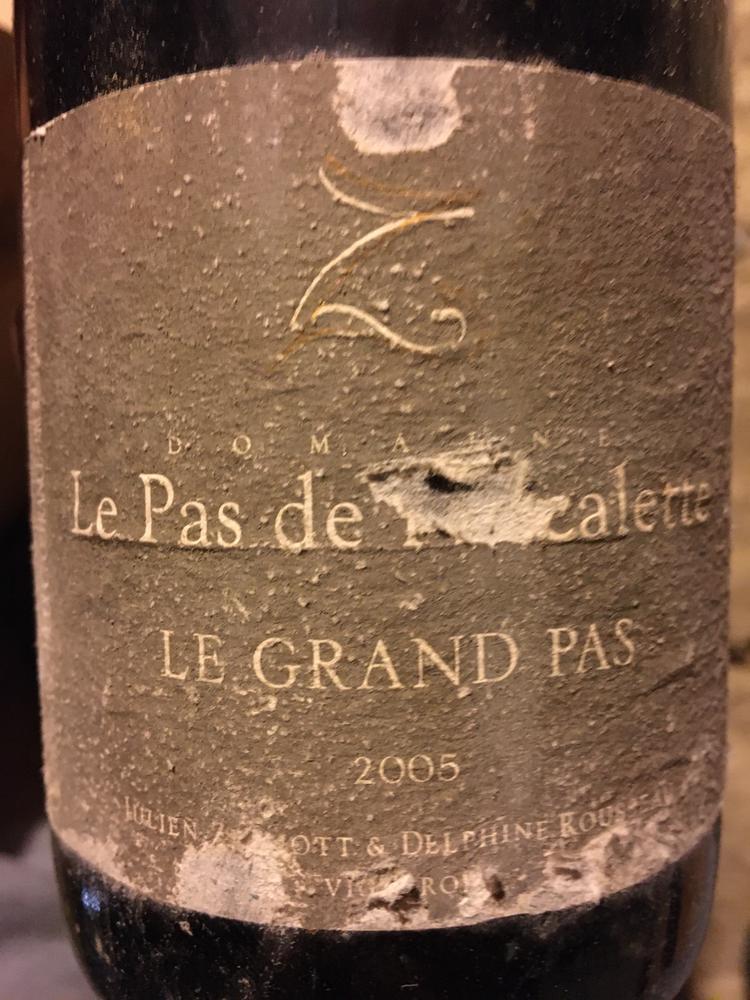 DOMAINE
Le Pas de
LE GRAND PAS
2005
JULIEN & DELPHINE